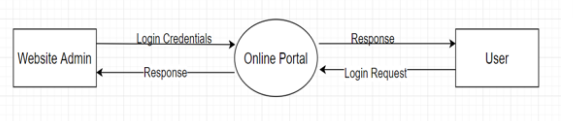 Login Credentials
Response
Website Admin
Online Portal
User
Response
Login Request